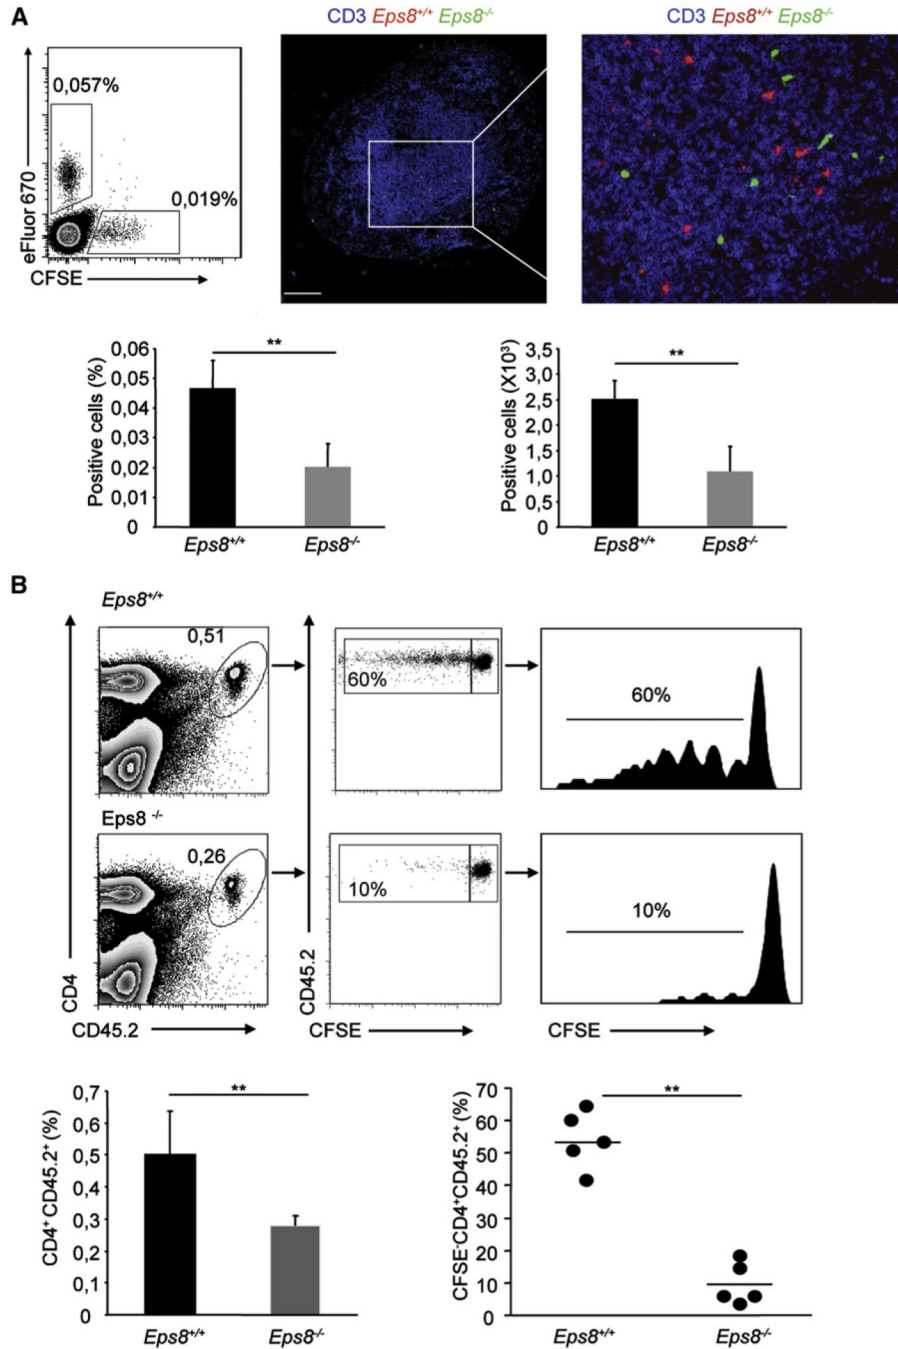 A
CD3 Eps8+/+ Eps8-/-
CD3 Eps8+/+ Eps8-/-
0,057%
0,019%
eFluor 670
CFSE
Positive cells (%)
0,06
0,05
0,04
0,03
0,02
0,01
0
**
Eps8+/+
Eps8-/-
Positive cells (X10³)
3,5
3,0
2,5
2,0
1,5
1,0
0,5
0
**
Eps8+/+
Eps8-/-
B
Eps8+/+
0,51
60%
60%
Eps8 -/-
0,26
10%
10%
CD4
CD45.2
CD45.2
CFSE
CFSE
CD4+CD45.2+ (%)
0,7
0,6
0,5
0,4
0,3
0,2
0,1
0
**
Eps8+/+
Eps8-/-
CFSE-CD4+CD45.2+ (%)
70
60
50
40
30
20
10
0
**
Eps8+/+
Eps8-/-